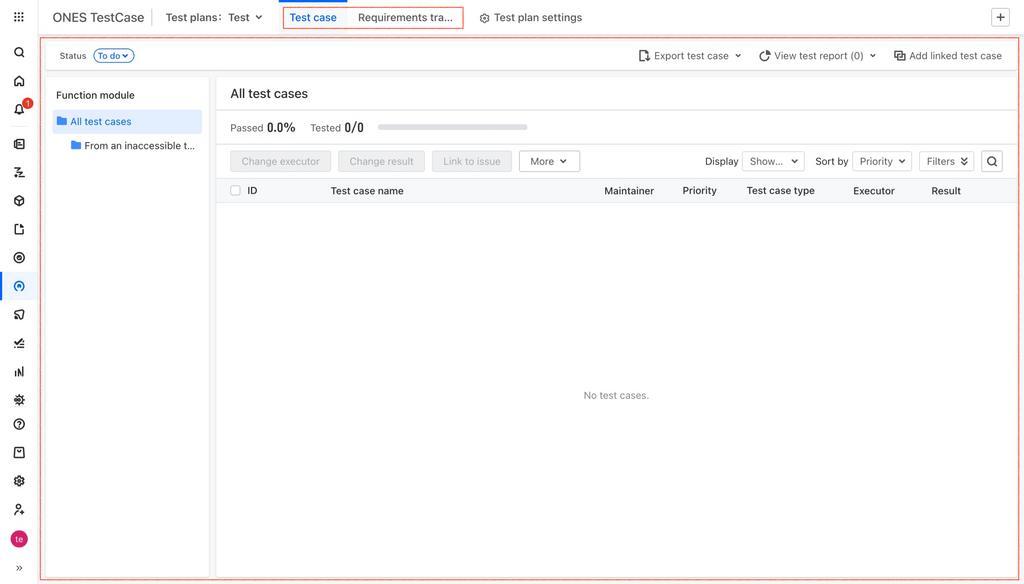 ONES TestCase Test plans: Test Test case Requirements tra... Test plan settings
Status To do Export test case View test report (0) Add linked test case
1
Function module
All test cases
From an inaccessible t...
All test cases
Passed 0.0% Tested 0/0
Change executor Change result Link to issue More Display Show... Sort by Priority Filters
ID Test case name Maintainer Priority Test case type Executor Result
No test cases.
te